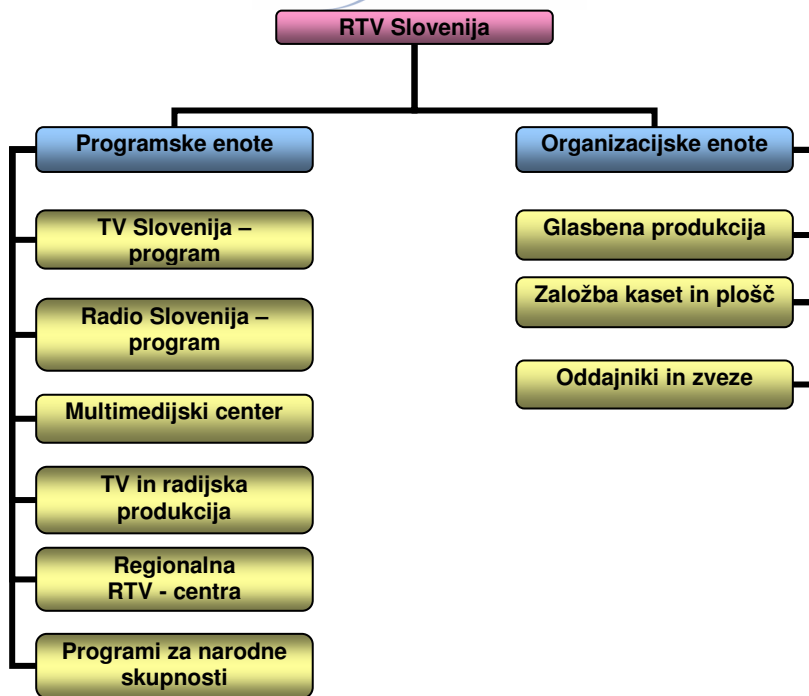 RTV Slovenija
Programske enote
TV Slovenija –
program
Radio Slovenija –
program
Multimedijski center
TV in radijska
produkcija
Regionalna
RTV - centra
Programi za narodne
skupnosti
Organizacijske enote
Glasbena produkcija
Založba kaset in plošč
Oddajniki in zveze